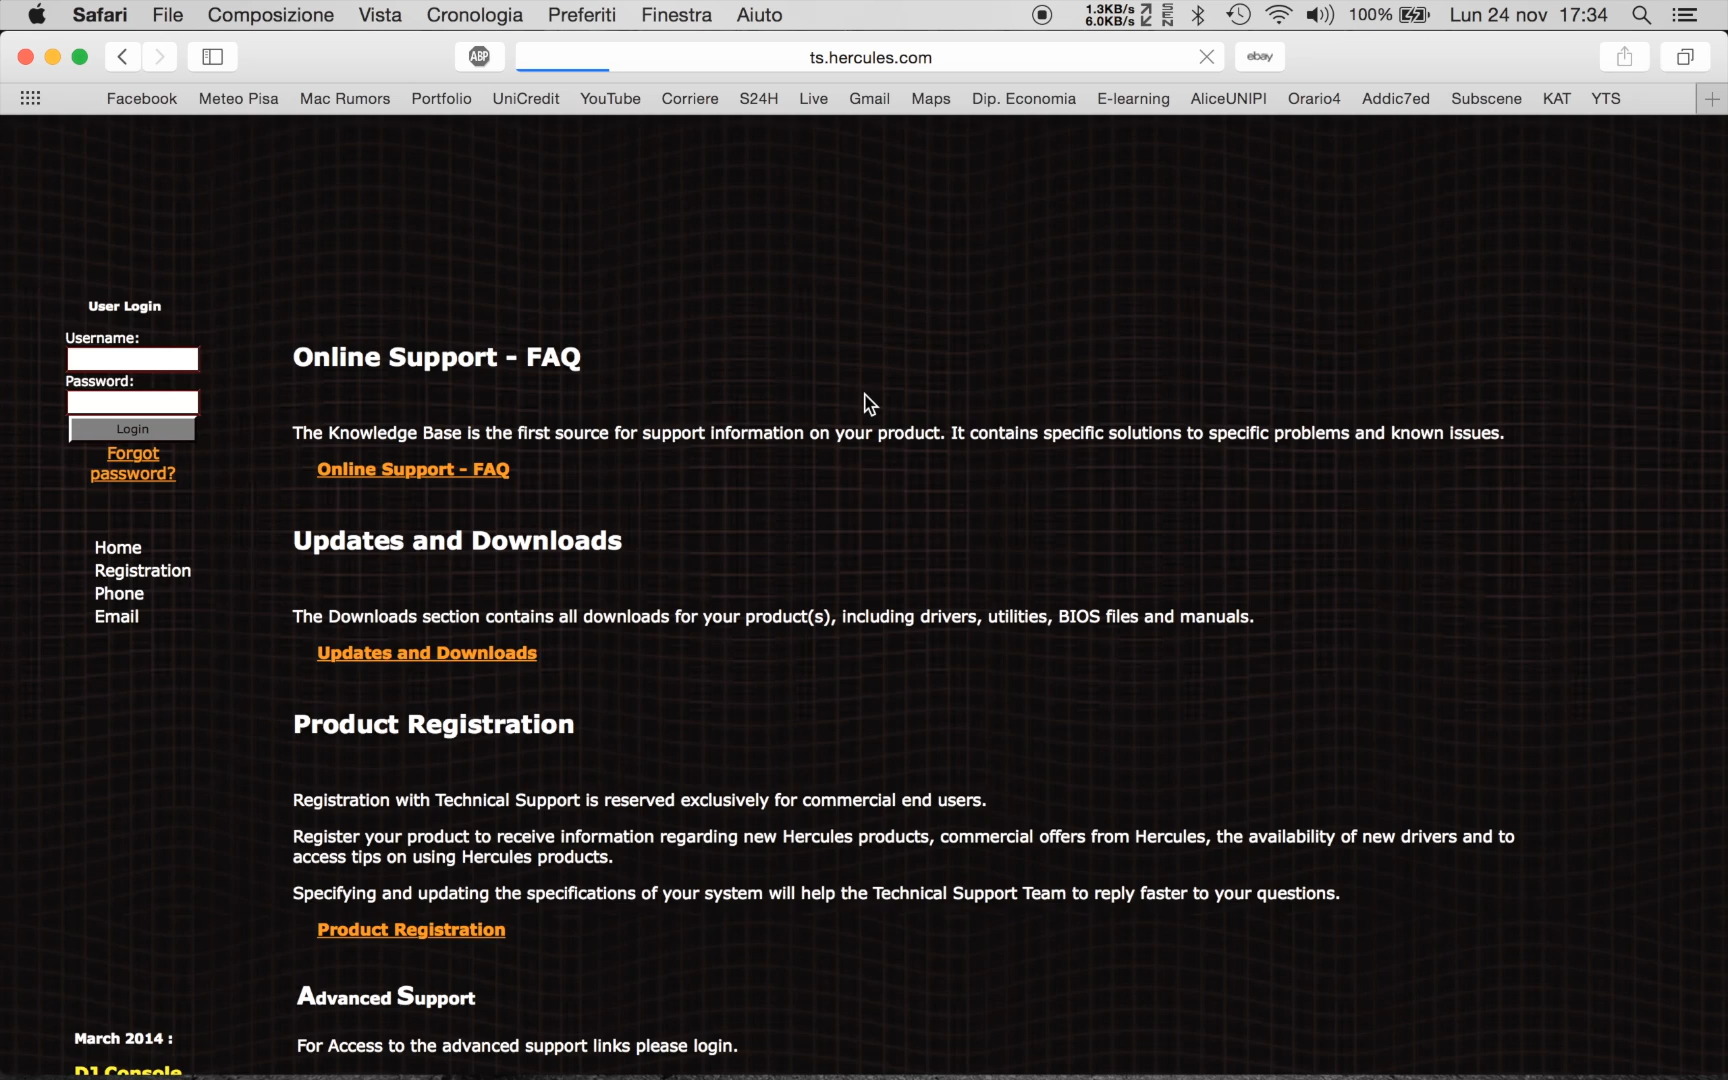 Safari File Composizione Vista Cronologia Preferiti Finestra Aiuto 1.3KB/s 6.0KB/s SEN 100% Lun 24 nov 17:34
ABP ts.hercules.com ebay
Facebook Meteo Pisa Mac Rumors Portfolio UniCredit YouTube Corriere S24H Live Gmail Maps Dip. Economia E-learning AliceUNIPI Orario4 Addic7ed Subscene KAT YTS
User Login
Username:
Password:
Login
Forgot
password?
Home
Registration
Phone
Email
March 2014 :
DJ Console
Online Support - FAQ
The Knowledge Base is the first source for support information on your product. It contains specific solutions to specific problems and known issues.
Online Support - FAQ
Updates and Downloads
The Downloads section contains all downloads for your product(s), including drivers, utilities, BIOS files and manuals.
Updates and Downloads
Product Registration
Registration with Technical Support is reserved exclusively for commercial end users.
Register your product to receive information regarding new Hercules products, commercial offers from Hercules, the availability of new drivers and to
access tips on using Hercules products.
Specifying and updating the specifications of your system will help the Technical Support Team to reply faster to your questions.
Product Registration
Advanced Support
For Access to the advanced support links please login.